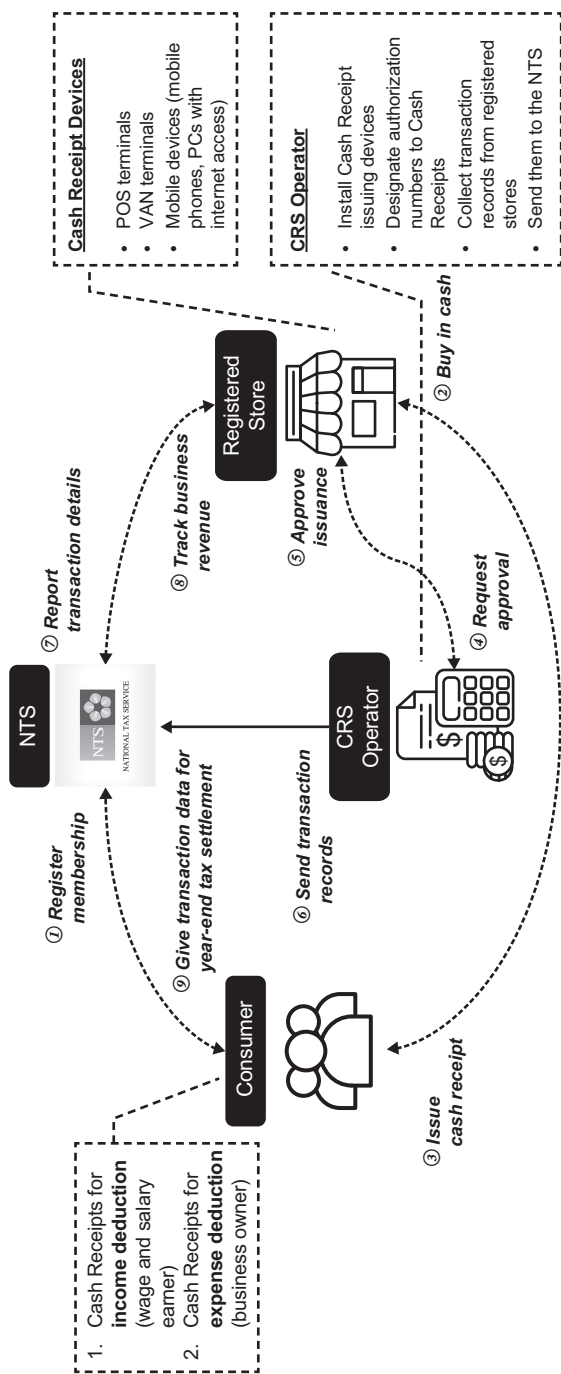 1. Cash Receipts for
income deduction
(wage and salary
earner)
2. Cash Receipts for
expense deduction
(business owner)
Consumer
① Register
membership
⑨ Give transaction data for
year-end tax settlement
③ Issue
cash receipt
NTS
NTS
NATIONAL TAX SERVICE
⑥ Send transaction
records
CRS
Operator
$
$
⑦ Report
transaction details
⑧ Track business
revenue
⑤ Approve
issuance
④ Request
approval
Registered
Store
② Buy in cash
Cash Receipt Devices
• POS terminals
• VAN terminals
• Mobile devices (mobile
phones, PCs with
internet access)
CRS Operator
• Install Cash Receipt
issuing devices
• Designate authorization
numbers to Cash
Receipts
• Collect transaction
records from registered
stores
• Send them to the NTS